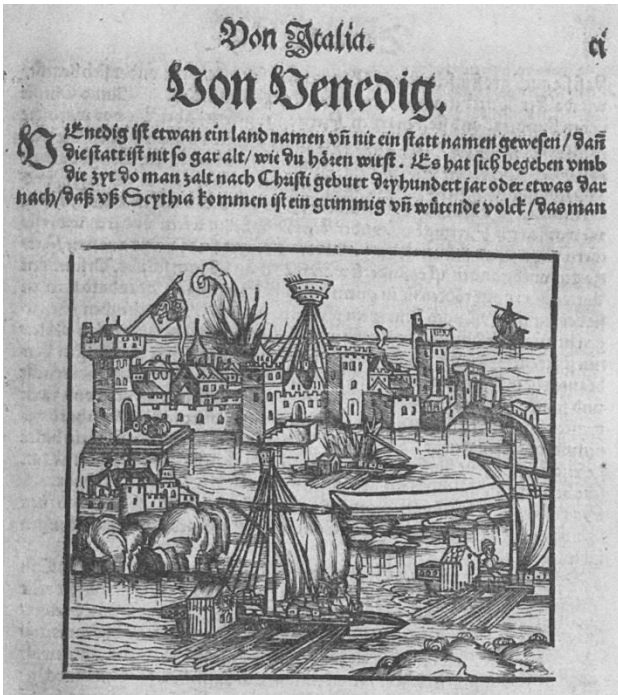 Von Italia. ci
Von Venedig.
VEnedig ist etwan ein land namen vñ nit ein statt namen gewesen / dañ
die statt ist nit so gar alt / wie du hören wirst. Es hat sich begeben vmb
die zyt do man zalt nach Christi geburt dryhundert jar oder etwas dar
nach / daß vß Scythia kommen ist ein grimmig vñ wütende volck / das man